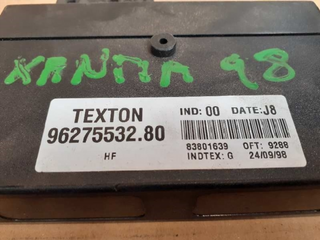 XANTIA 98
TEXTON IND: 00 DATE: J8
96275532.80
83801639 OFT: 9288
HF INDTEX: G 24/09/98